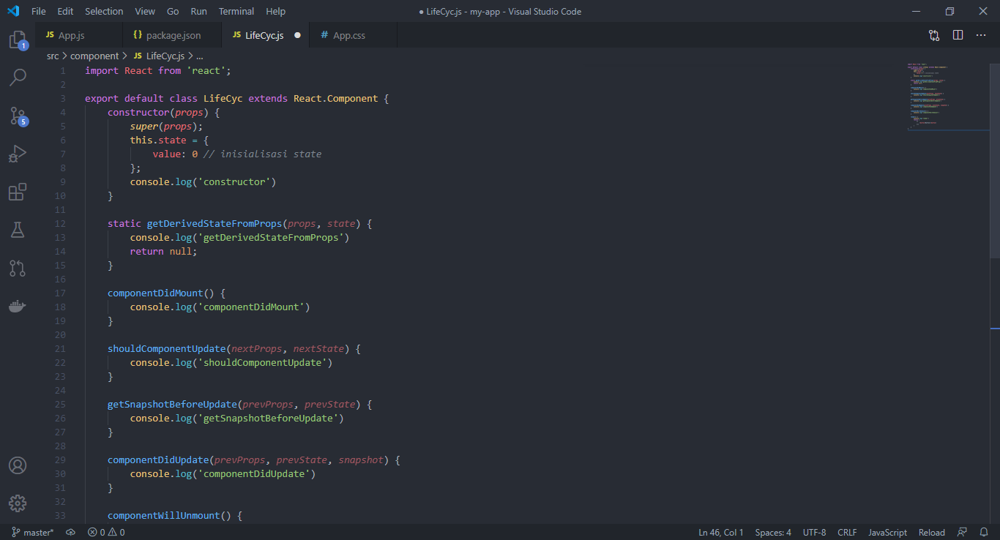 File Edit Selection View Go Run Terminal Help
● LifeCyc.js - my-app - Visual Studio Code
JS App.js
{} package.json
JS LifeCyc.js ●
# App.css
src > component > JS LifeCyc.js > ...
1 import React from 'react';
2
3 export default class LifeCyc extends React.Component {
4     constructor(props) {
5         super(props);
6         this.state = {
7             value: 0 // inisialisasi state
8         };
9         console.log('constructor')
10     }
11
12     static getDerivedStateFromProps(props, state) {
13         console.log('getDerivedStateFromProps')
14         return null;
15     }
16
17     componentDidMount() {
18         console.log('componentDidMount')
19     }
20
21     shouldComponentUpdate(nextProps, nextState) {
22         console.log('shouldComponentUpdate')
23     }
24
25     getSnapshotBeforeUpdate(prevProps, prevState) {
26         console.log('getSnapshotBeforeUpdate')
27     }
28
29     componentDidUpdate(prevProps, prevState, snapshot) {
30         console.log('componentDidUpdate')
31     }
32
33     componentWillUnmount() {
1
5
master* 0 0 Ln 46, Col 1 Spaces: 4 UTF-8 CRLF JavaScript Reload